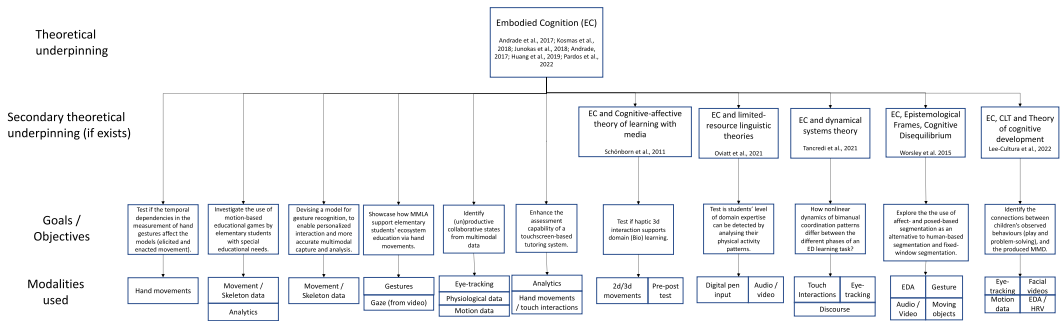 Theoretical
underpinning
Embodied Cognition (EC)
Andrade et al., 2017; Kosmas et al.,
2018; Junokas et al., 2018; Andrade,
2017; Huang et al., 2019; Pardos et al.,
2022
Secondary theoretical
underpinning (if exists)
EC and Cognitive-affective
theory of learning with
media
Schönborn et al., 2011
EC and limited-
resource linguistic
theories
Oviatt et al., 2021
EC and dynamical
systems theory
Tancredi et al., 2021
EC, Epistemological
Frames, Cognitive
Disequilibrium
Worsley et al. 2015
EC, CLT and Theory
of cognitive
development
Lee-Cultura et al., 2022
Goals /
Objectives
Test if the temporal
dependencies in the
measurement of hand
gestures affect the
models (elicited and
enacted movement).
Investigate the use of
motion-based
educational games by
elementary students
with special
educational needs.
Devising a model for
gesture recognition, to
enable personalized
interaction and more
accurate multimodal
capture and analysis.
Showcase how MMLA
support elementary
students' ecosystem
education via hand
movements.
Identify
(un)productive
collaborative states
from multimodal
data
Enhance the
assessment
capability of a
touchscreen-based
tutoring system.
Test if haptic 3d
interaction supports
domain (Bio) learning.
Test is students' level
of domain expertise
can be detected by
analysing their
physical activity
patterns.
How nonlinear
dynamics of bimanual
coordination patterns
differ between the
different phases of an
ED learning task?
Explore the the use of
affect- and posed-based
segmentation as an
alternative to human-based
segmentation and fixed-
window segmentation.
Identify the
connections between
children's observed
behaviours (play and
problem-solving), and
the produced MMD.
Modalities
used
Hand movements
Movement /
Skeleton data
Analytics
Movement /
Skeleton data
Gestures
Gaze (from video)
Eye-tracking
Physiological data
Motion data
Analytics
Hand movements
/ touch interactions
2d/3d
movements
Pre-post
test
Digital pen
input
Audio /
video
Touch
Interactions
Eye-
tracking
Discourse
EDA
Gesture
Audio /
Video
Moving
objects
Eye-
tracking
Facial
videos
Motion
data
EDA /
HRV